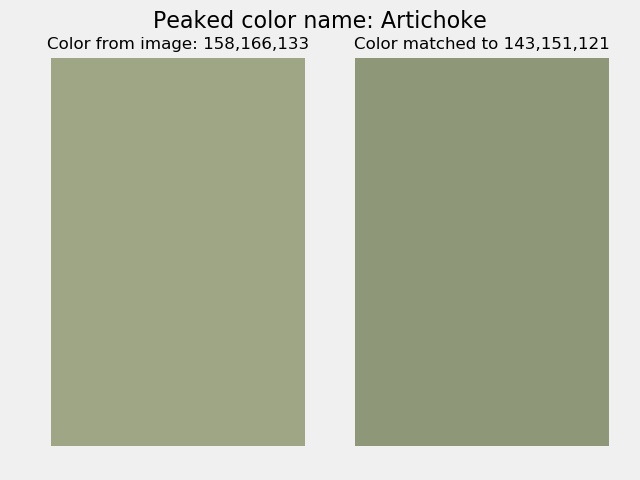 Peaked color name: Artichoke
Color from image: 158,166,133
Color matched to 143,151,121